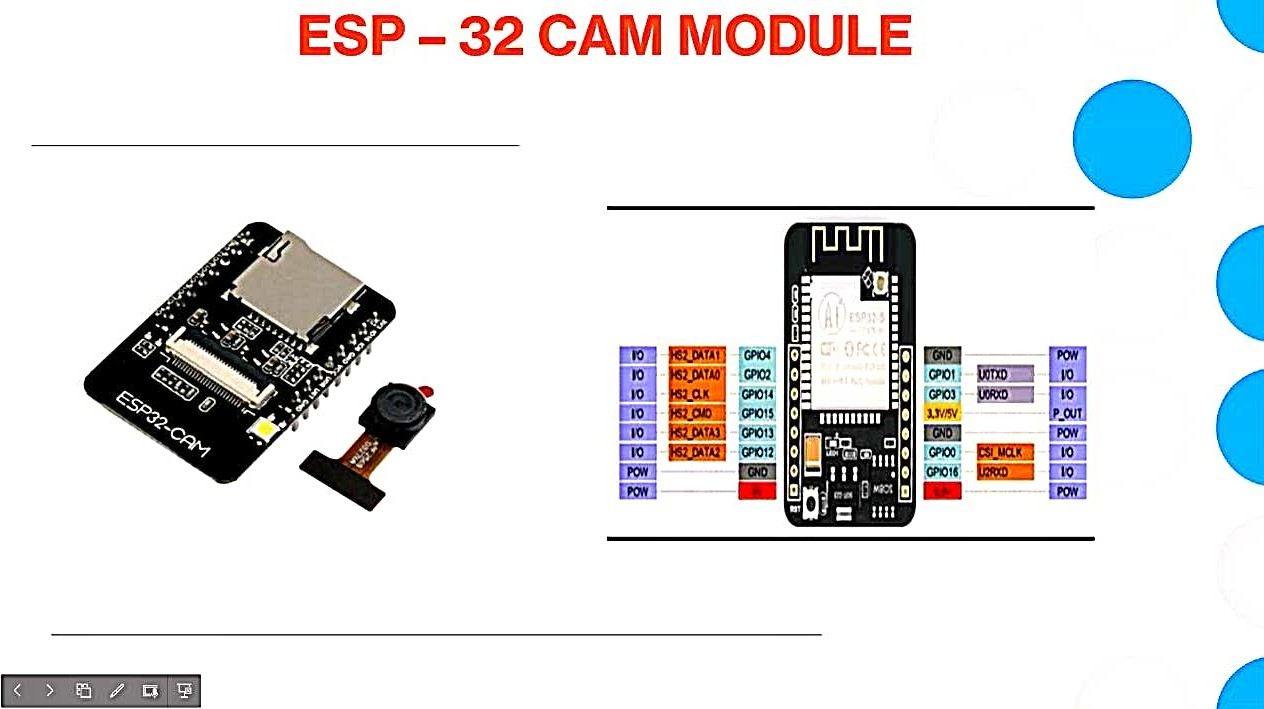 ESP – 32 CAM MODULE
ESP32-CAM
ESP32-S
I/O HS2_DATA1 GPIO4 GND POW
I/O HS2_DATA0 GPIO2 GPIO1 U0TXD I/O
I/O HS2_CLK GPIO14 GPIO3 U0RXD I/O
I/O HS2_CMD GPIO15 3.3V/5V P_OUT
I/O HS2_DATA3 GPIO13 GND POW
I/O HS2_DATA2 GPIO12 GPIO0 CSI_MCLK I/O
POW GND GPIO16 U2RXD I/O
POW POW
RST